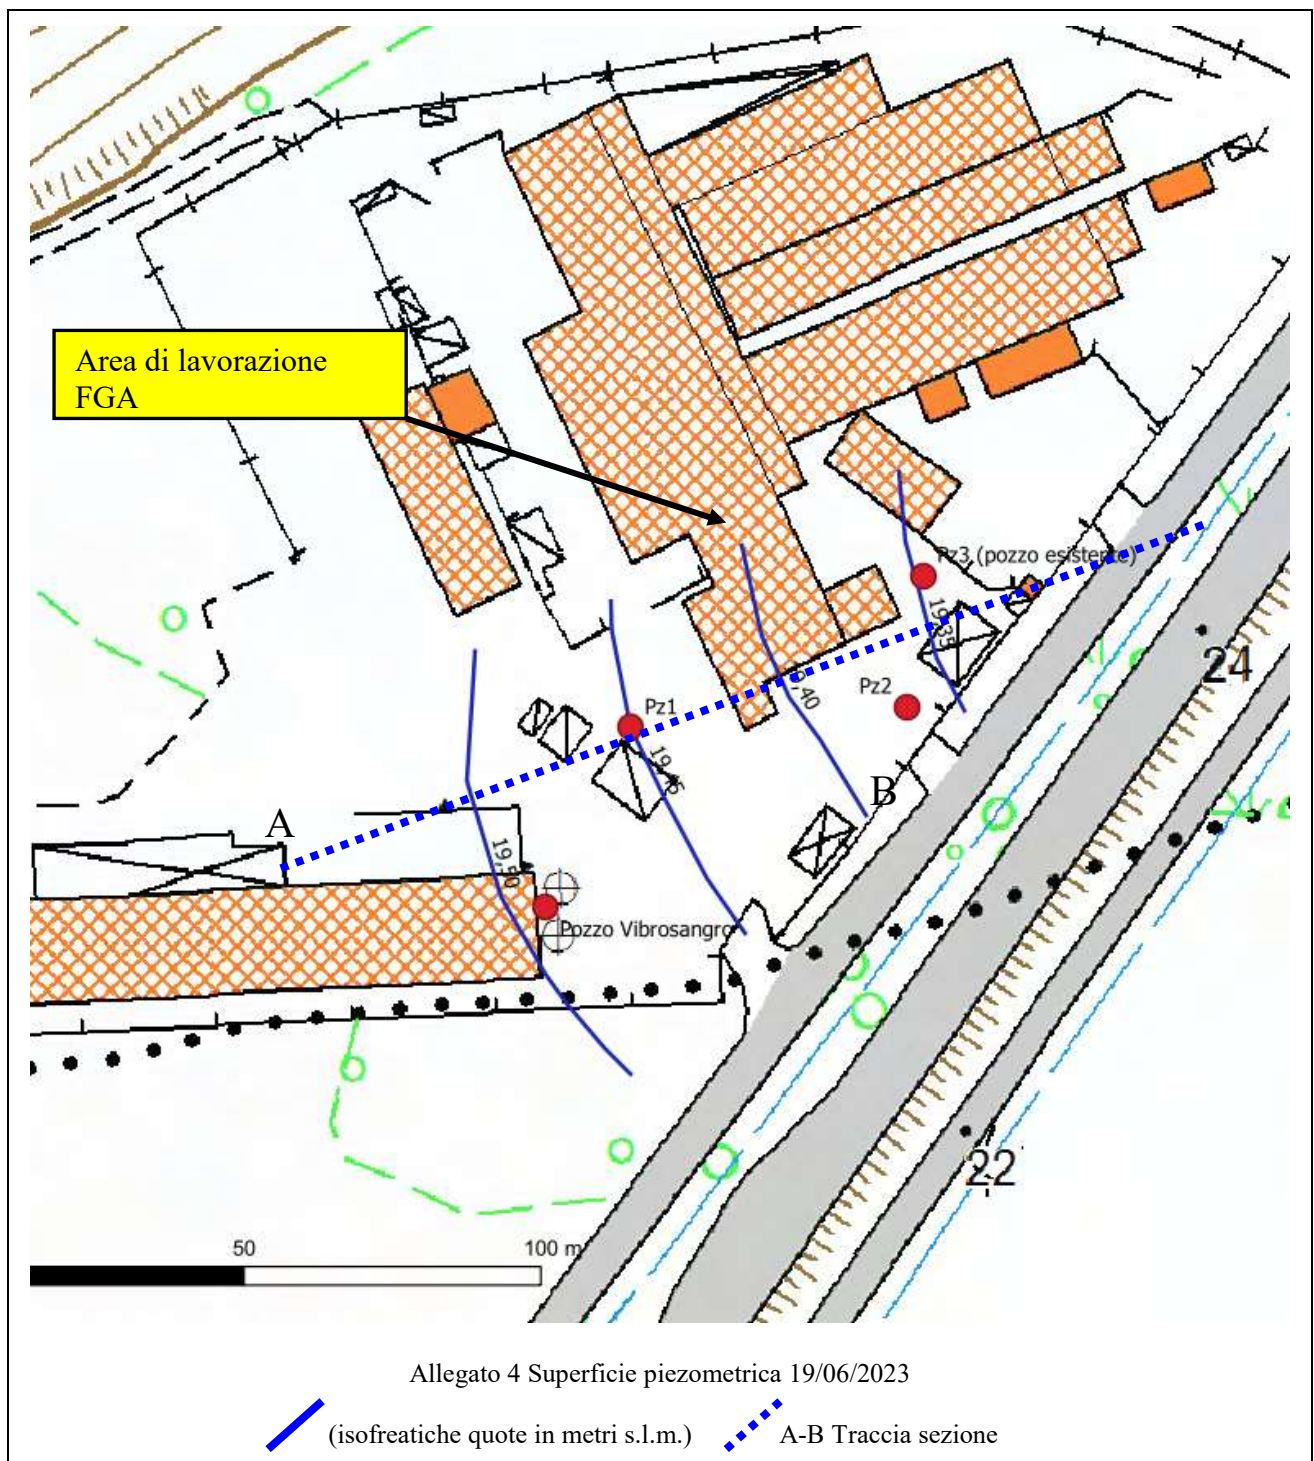 Area di lavorazione
FGA
Pz3 (pozzo esistente)
19,35
24
Pz2
Pz1
19,40
19,45
B
A
19,50
Pozzo Vibrosangro
22
50
100 m
Allegato 4 Superficie piezometrica 19/06/2023
(isofreatiche quote in metri s.l.m.)
A-B Traccia sezione